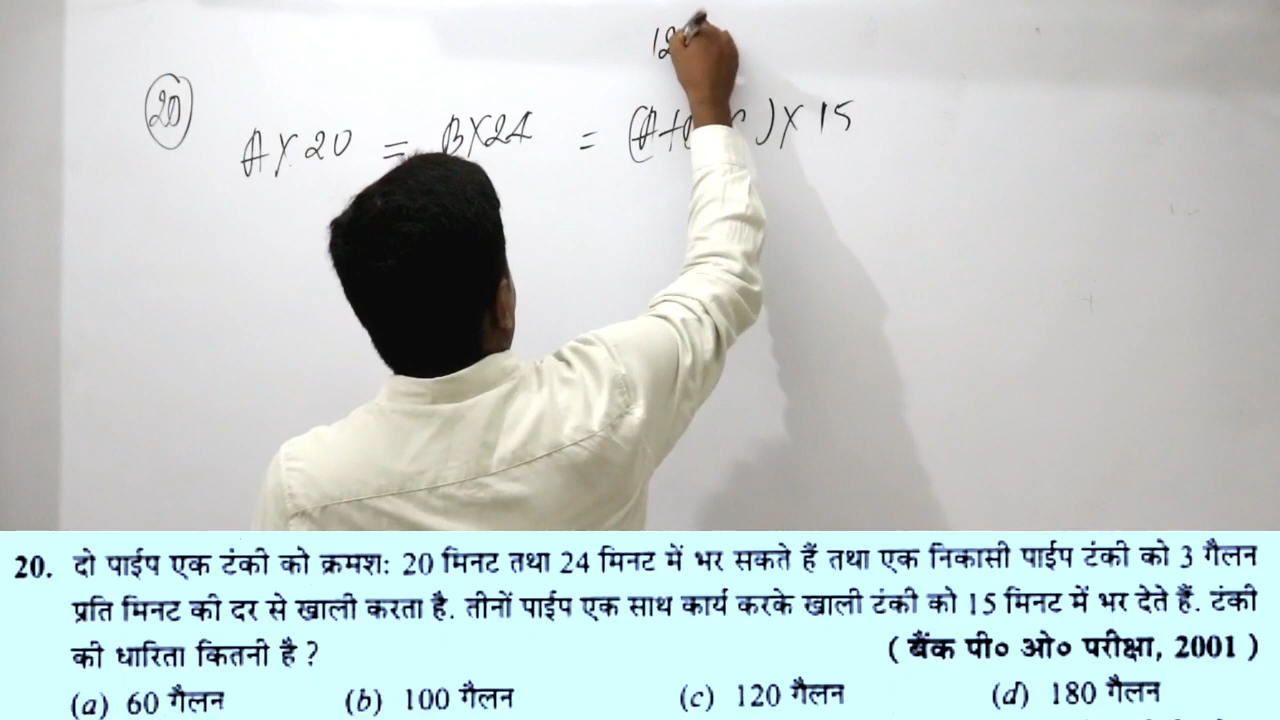 12
20
A × 20 = B × 24 = (A + ) × 15
20. दो पाईप एक टंकी को क्रमशः 20 मिनट तथा 24 मिनट में भर सकते हैं तथा एक निकासी पाईप टंकी को 3 गैलन
प्रति मिनट की दर से खाली करता है. तीनों पाईप एक साथ कार्य करके खाली टंकी को 15 मिनट में भर देते हैं. टंकी
की धारिता कितनी है ?
( बैंक पी० ओ० परीक्षा, 2001 )
(a) 60 गैलन (b) 100 गैलन (c) 120 गैलन (d) 180 गैलन